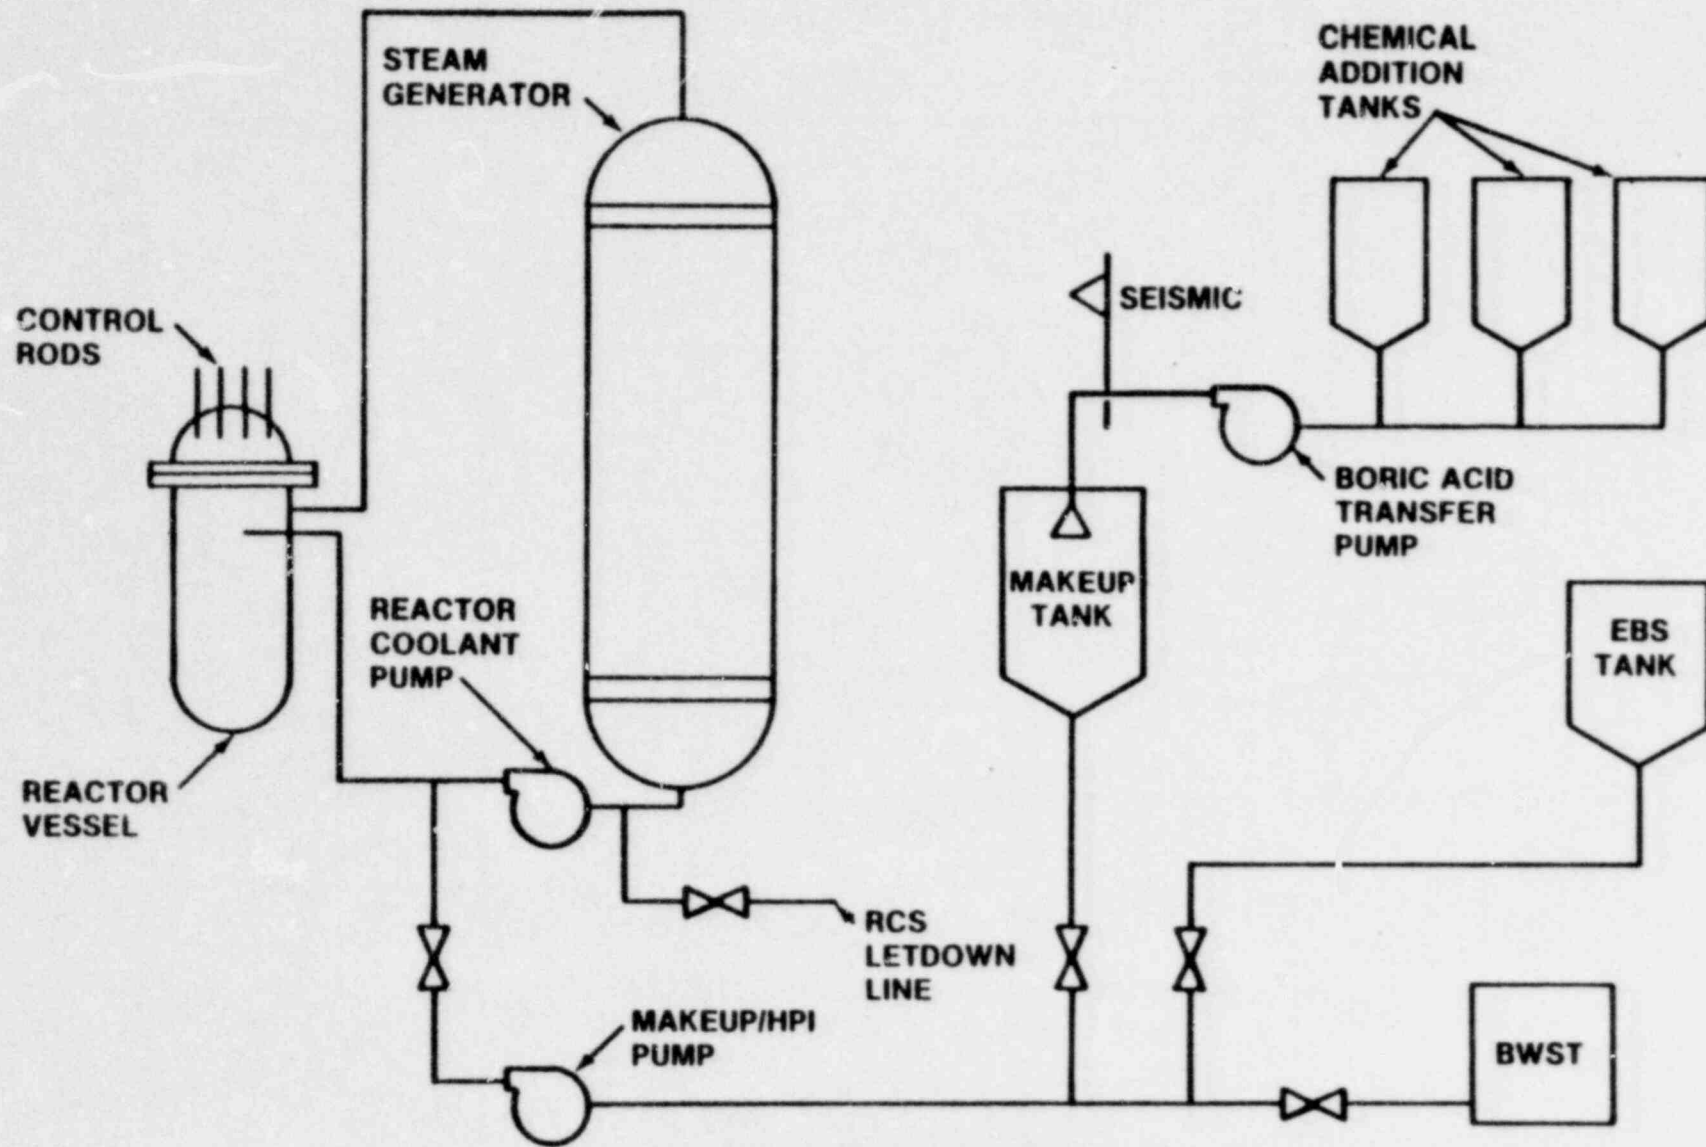 STEAM
GENERATOR
CHEMICAL
ADDITION
TANKS
SEISMIC
CONTROL
RODS
BORIC ACID
TRANSFER
PUMP
MAKEUP
TANK
EBS
TANK
REACTOR
COOLANT
PUMP
REACTOR
VESSEL
RCS
LETDOWN
LINE
MAKEUP/HPI
PUMP
BWST